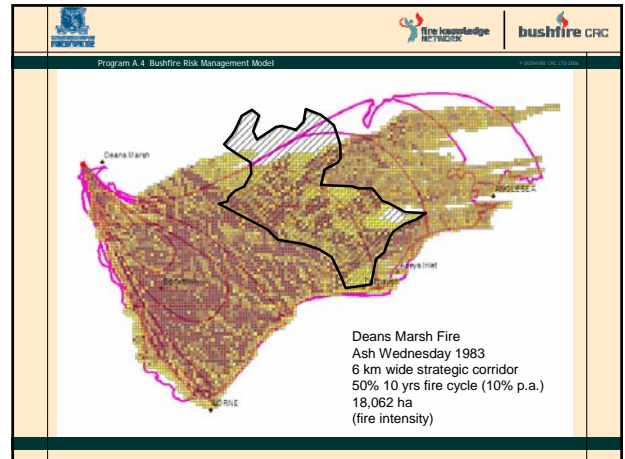 fire knowledge
NETWORK
bushfire CRC
Program A.4 Bushfire Risk Management Model
© BUSHFIRE CRC LTD 2006
Deans Marsh
ANGLESEA
Inlet
Deans Marsh Fire
Ash Wednesday 1983
6 km wide strategic corridor
50% 10 yrs fire cycle (10% p.a.)
18,062 ha
(fire intensity)